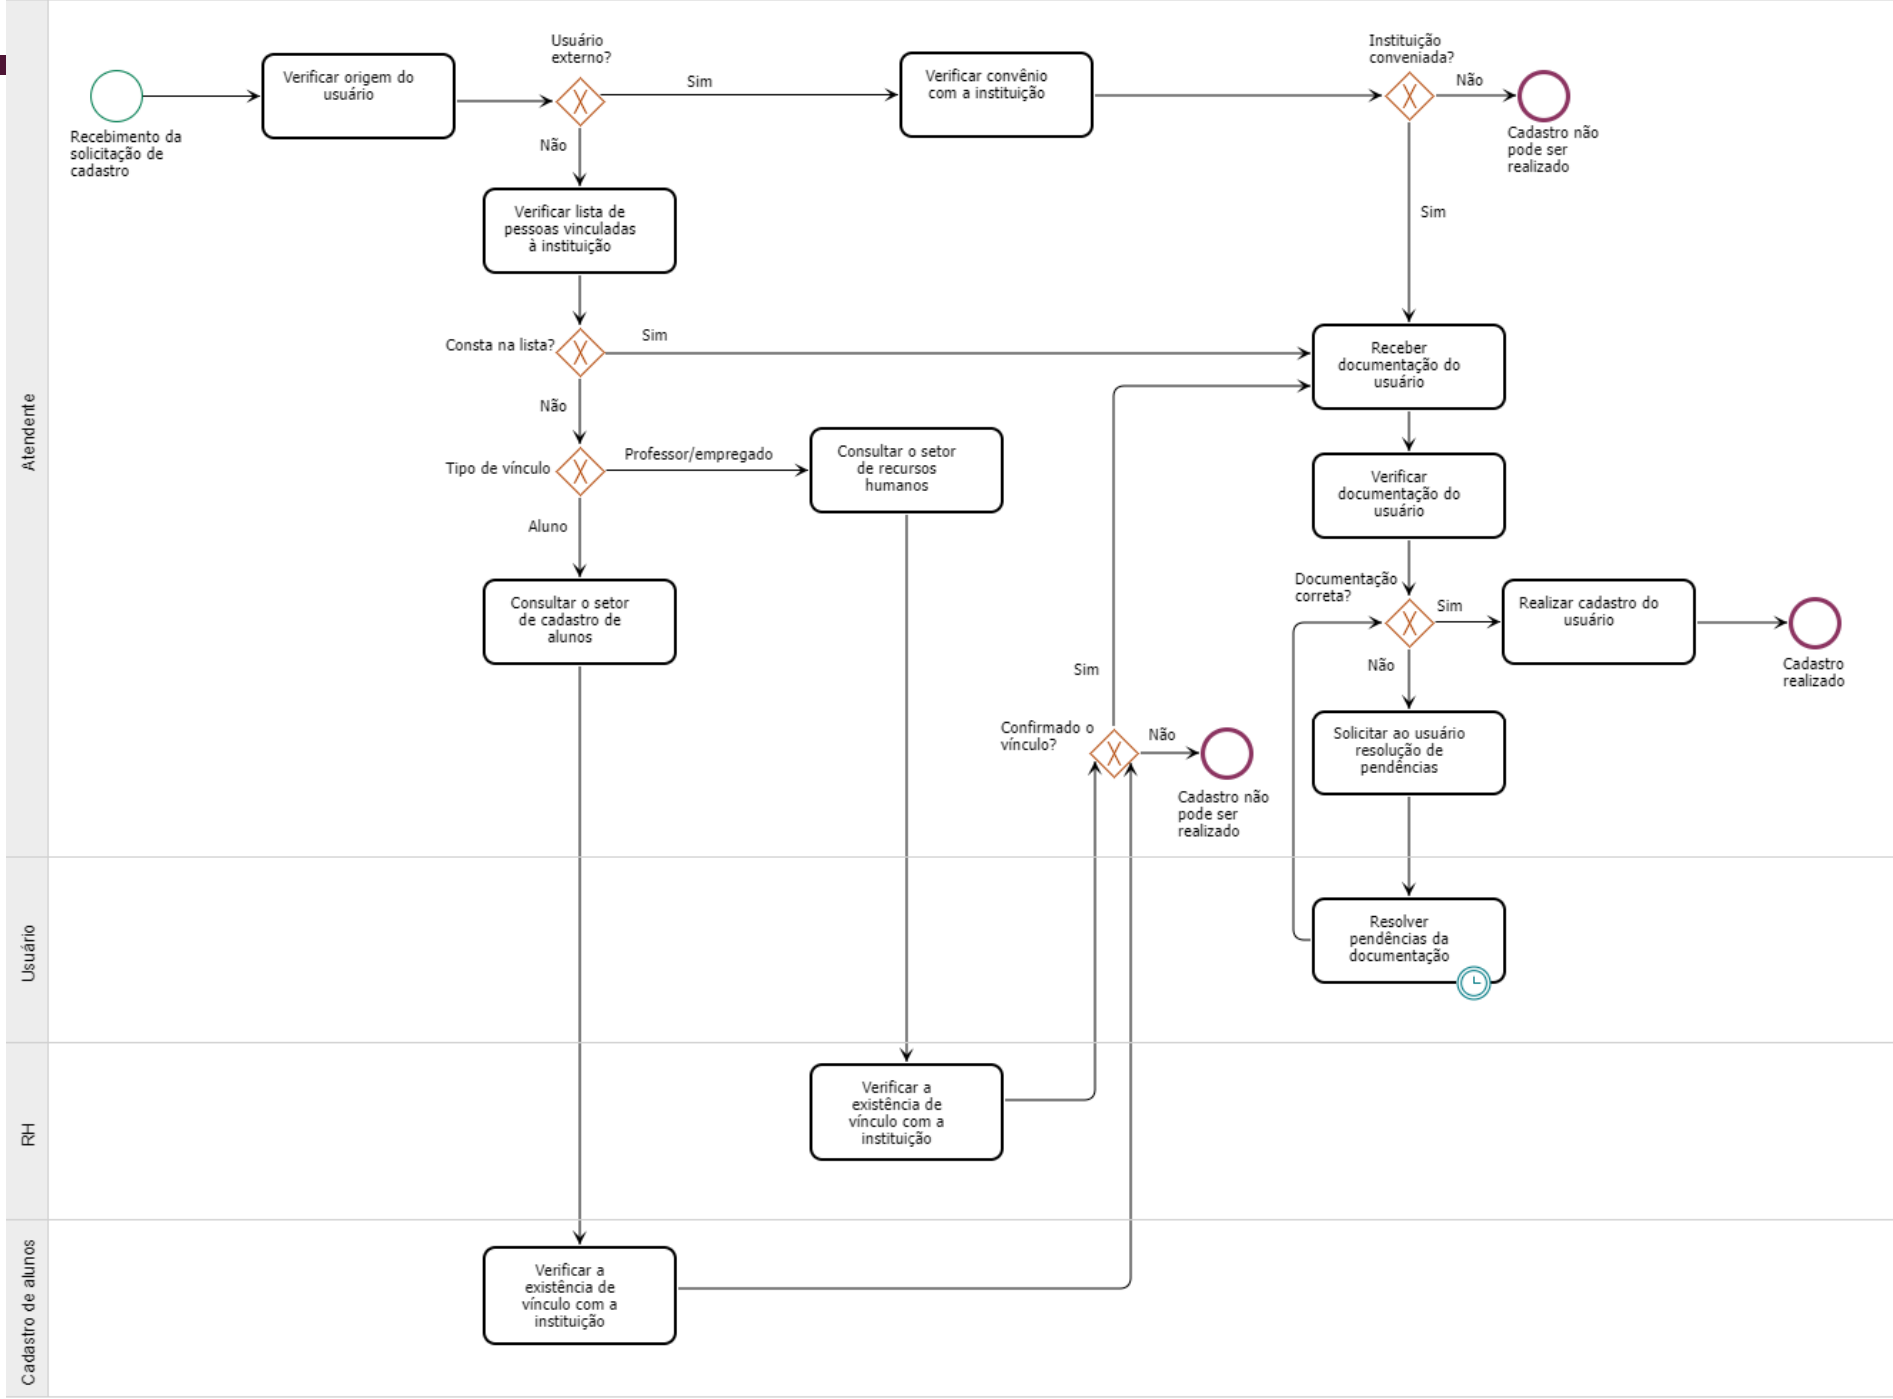 Atendente
Recebimento da
solicitação de
cadastro
Verificar origem do
usuário
Usuário
externo?
Sim
Verificar convênio
com a instituição
Instituição
conveniada?
Não
Cadastro não
pode ser
realizado
Não
Sim
Verificar lista de
pessoas vinculadas
à instituição
Consta na lista?
Sim
Receber
documentação do
usuário
Não
Tipo de vínculo
Professor/empregado
Consultar o setor
de recursos
humanos
Verificar
documentação do
usuário
Aluno
Consultar o setor
de cadastro de
alunos
Documentação
correta?
Sim
Realizar cadastro do
usuário
Cadastro
realizado
Não
Sim
Confirmado o
vínculo?
Não
Cadastro não
pode ser
realizado
Solicitar ao usuário
resolução de
pendências
Usuário
Resolver
pendências da
documentação
RH
Verificar a
existência de
vínculo com a
instituição
Cadastro de alunos
Verificar a
existência de
vínculo com a
instituição